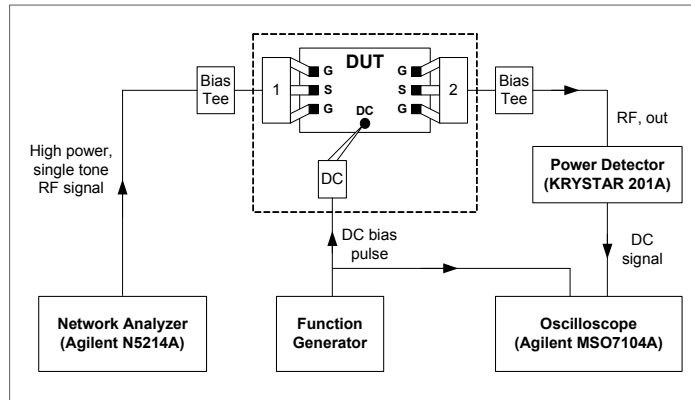 DUT
Bias
Tee
1
G
S
G
DC
G
S
G
2
Bias
Tee
RF, out
High power,
single tone
RF signal
DC
Power Detector
(KRYSTAR 201A)
DC bias
pulse
DC
signal
Network Analyzer
(Agilent N5214A)
Function
Generator
Oscilloscope
(Agilent MSO7104A)